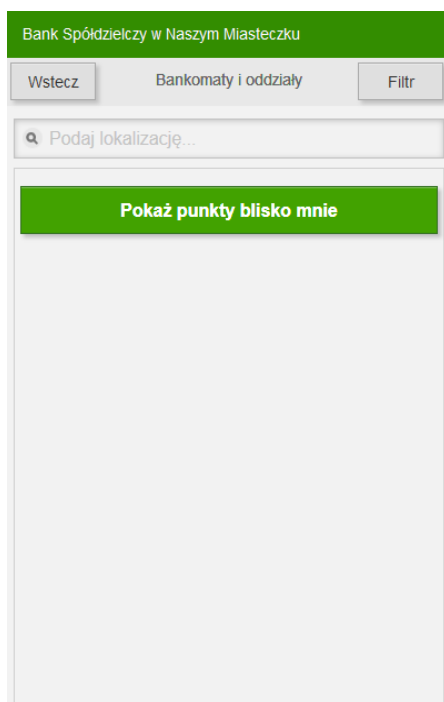 Bank Spółdzielczy w Naszym Miasteczku
Wstecz Bankomaty i oddziały Filtr
Podaj lokalizację...
Pokaż punkty blisko mnie